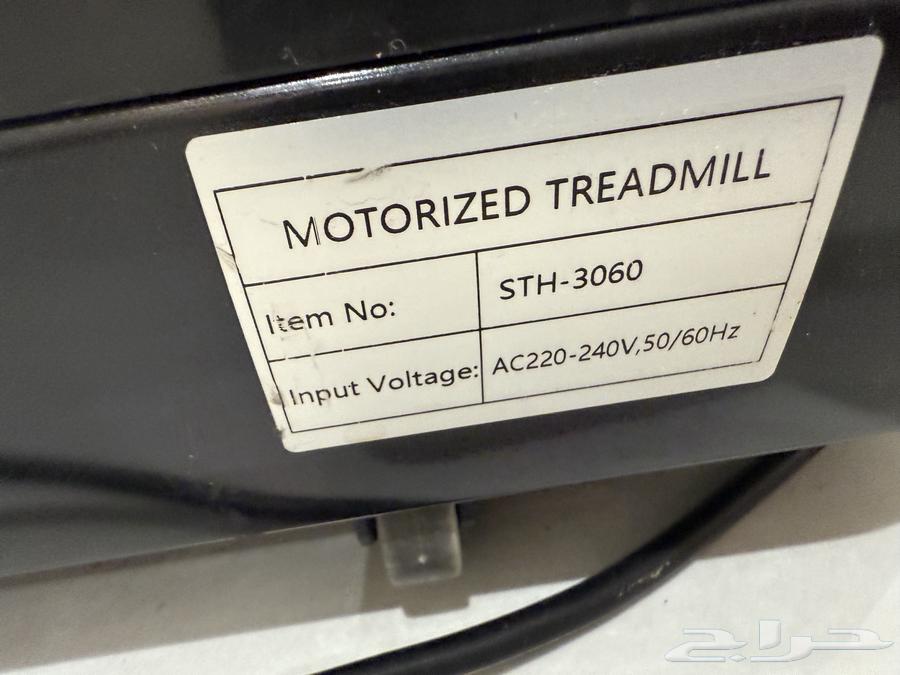 MOTORIZED TREADMILL
Item No: STH-3060
Input Voltage: AC220-240V,50/60Hz
حراج